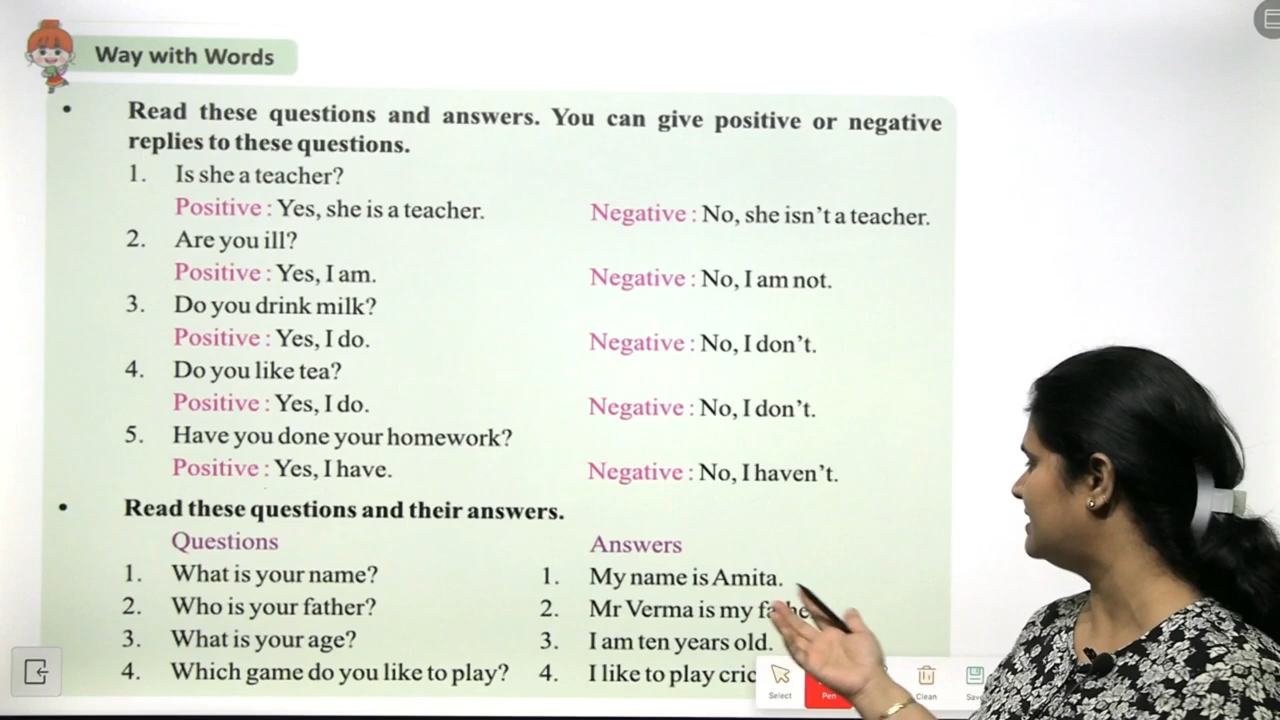 Way with Words
• Read these questions and answers. You can give positive or negative
replies to these questions.
1. Is she a teacher?
Positive : Yes, she is a teacher. Negative : No, she isn't a teacher.
2. Are you ill?
Positive : Yes, I am. Negative : No, I am not.
3. Do you drink milk?
Positive : Yes, I do. Negative : No, I don't.
4. Do you like tea?
Positive : Yes, I do. Negative : No, I don't.
5. Have you done your homework?
Positive : Yes, I have. Negative : No, I haven't.
• Read these questions and their answers.
Questions Answers
1. What is your name? 1. My name is Amita.
2. Who is your father? 2. Mr Verma is my
3. What is your age? 3. I am ten years old.
4. Which game do you like to play? 4. I like to play
Select Pen Clean